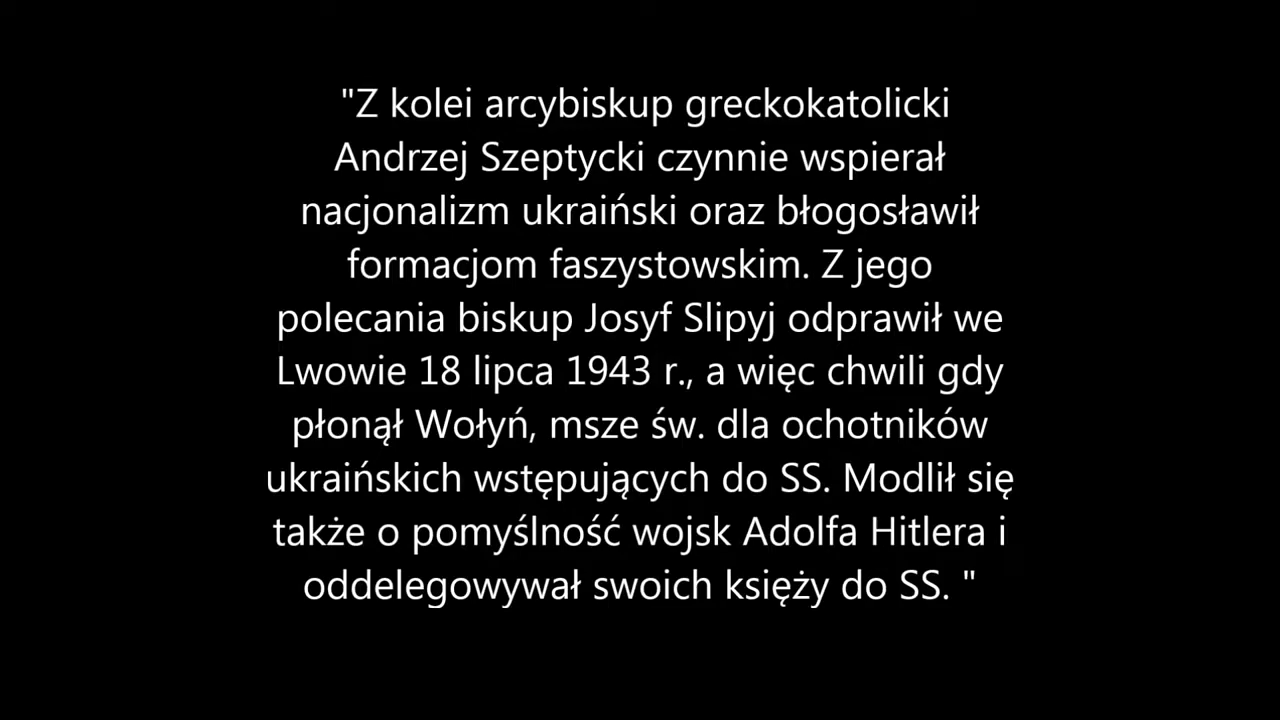 "Z kolei arcybiskup greckokatolicki
Andrzej Szeptycki czynnie wspierał
nacjonalizm ukraiński oraz błogosławił
formacjom faszystowskim. Z jego
polecania biskup Josyf Slipyj odprawił we
Lwowie 18 lipca 1943 r., a więc chwili gdy
płonął Wołyń, msze św. dla ochotników
ukraińskich wstępujących do SS. Modlił się
także o pomyślność wojsk Adolfa Hitlera i
oddelegowywał swoich księży do SS. "